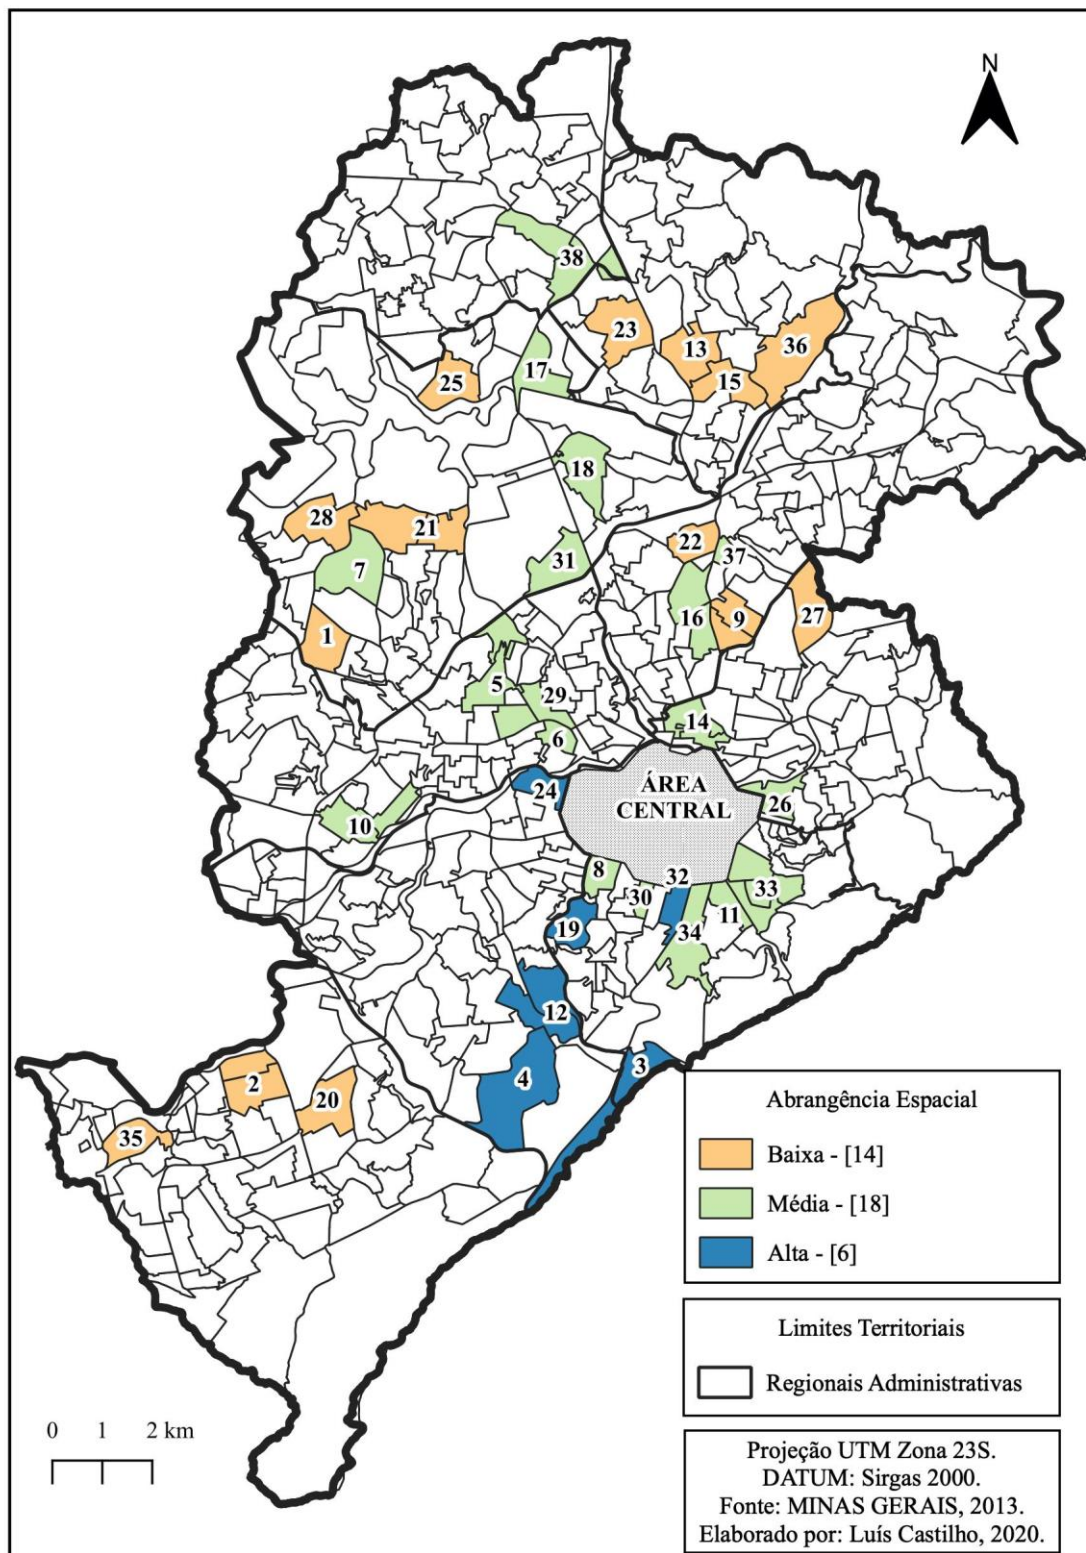 N
38
23
13
36
25
17
15
18
28
21
22
37
7
31
16
9
27
1
5
29
14
6
24
ÁREA
CENTRAL
26
10
8
32
33
30
11
19
34
12
4
3
2
20
35
Abrangência Espacial
Baixa - [14]
Média - [18]
Alta - [6]
Limites Territoriais
Regionais Administrativas
0 1 2 km
Projeção UTM Zona 23S.
DATUM: Sirgas 2000.
Fonte: MINAS GERAIS, 2013.
Elaborado por: Luís Castilho, 2020.